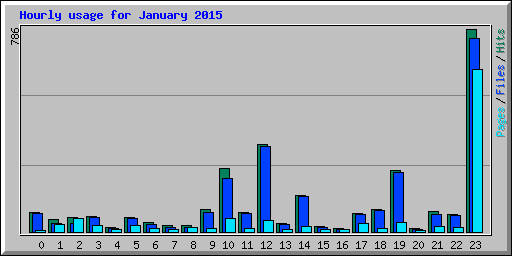 Hourly usage for January 2015
786
Pages/Files/Hits
0 1 2 3 4 5 6 7 8 9 10 11 12 13 14 15 16 17 18 19 20 21 22 23